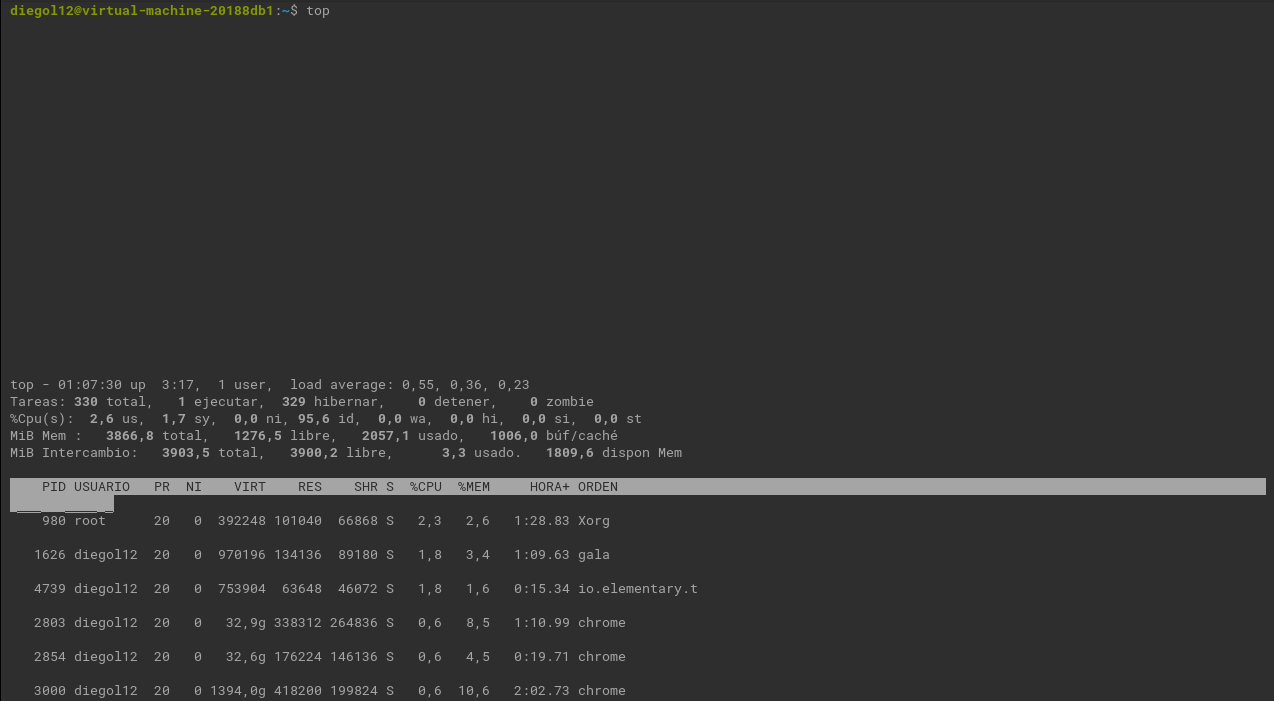 diegol12@virtual-machine-20188db1:~$ top
top - 01:07:30 up  3:17,  1 user,  load average: 0,55, 0,36, 0,23
Tareas: 330 total,   1 ejecutar,  329 hibernar,    0 detener,    0 zombie
%Cpu(s):  2,6 us,  1,7 sy,  0,0 ni, 95,6 id,  0,0 wa,  0,0 hi,  0,0 si,  0,0 st
MiB Mem :   3866,8 total,   1276,5 libre,   2057,1 usado,   1006,0 búf/caché
MiB Intercambio:   3903,5 total,   3900,2 libre,      3,3 usado.   1809,6 dispon Mem
    PID USUARIO   PR  NI    VIRT    RES    SHR S  %CPU  %MEM     HORA+ ORDEN
    980 root      20   0  392248 101040  66868 S   2,3   2,6   1:28.83 Xorg
   1626 diegol12  20   0  970196 134136  89180 S   1,8   3,4   1:09.63 gala
   4739 diegol12  20   0  753904  63648  46072 S   1,8   1,6   0:15.34 io.elementary.t
   2803 diegol12  20   0   32,9g 338312 264836 S   0,6   8,5   1:10.99 chrome
   2854 diegol12  20   0   32,6g 176224 146136 S   0,6   4,5   0:19.71 chrome
   3000 diegol12  20   0 1394,0g 418200 199824 S   0,6  10,6   2:02.73 chrome